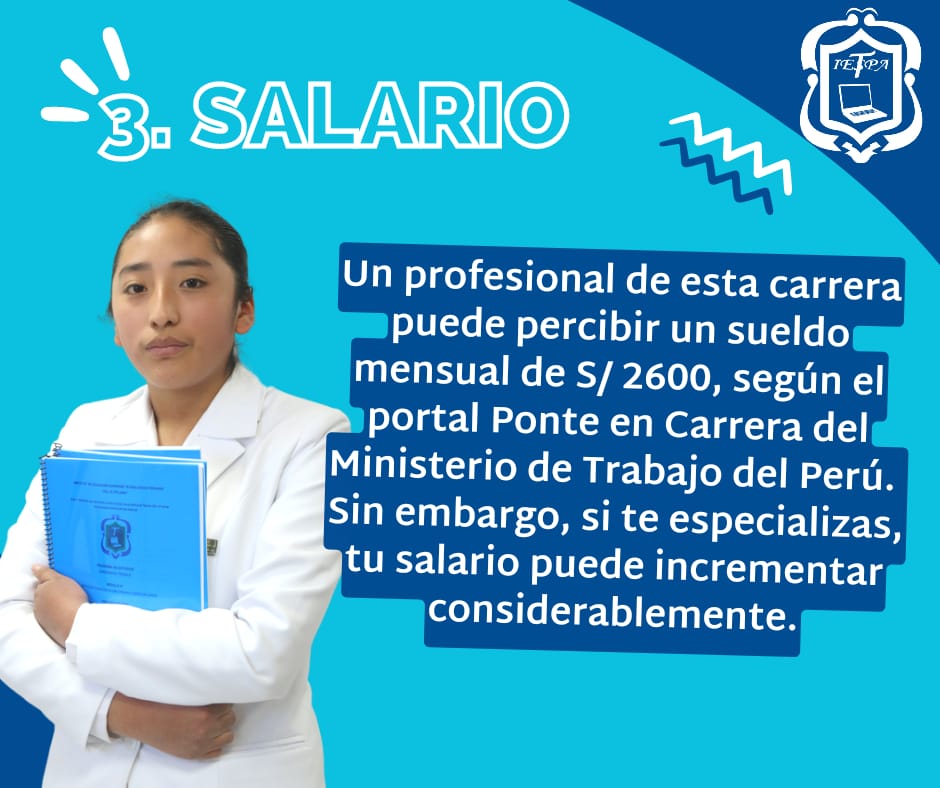 3. SALARIO
IESTPA
Un profesional de esta carrera
puede percibir un sueldo
mensual de S/ 2600, según el
portal Ponte en Carrera del
Ministerio de Trabajo del Perú.
Sin embargo, si te especializas,
tu salario puede incrementar
considerablemente.